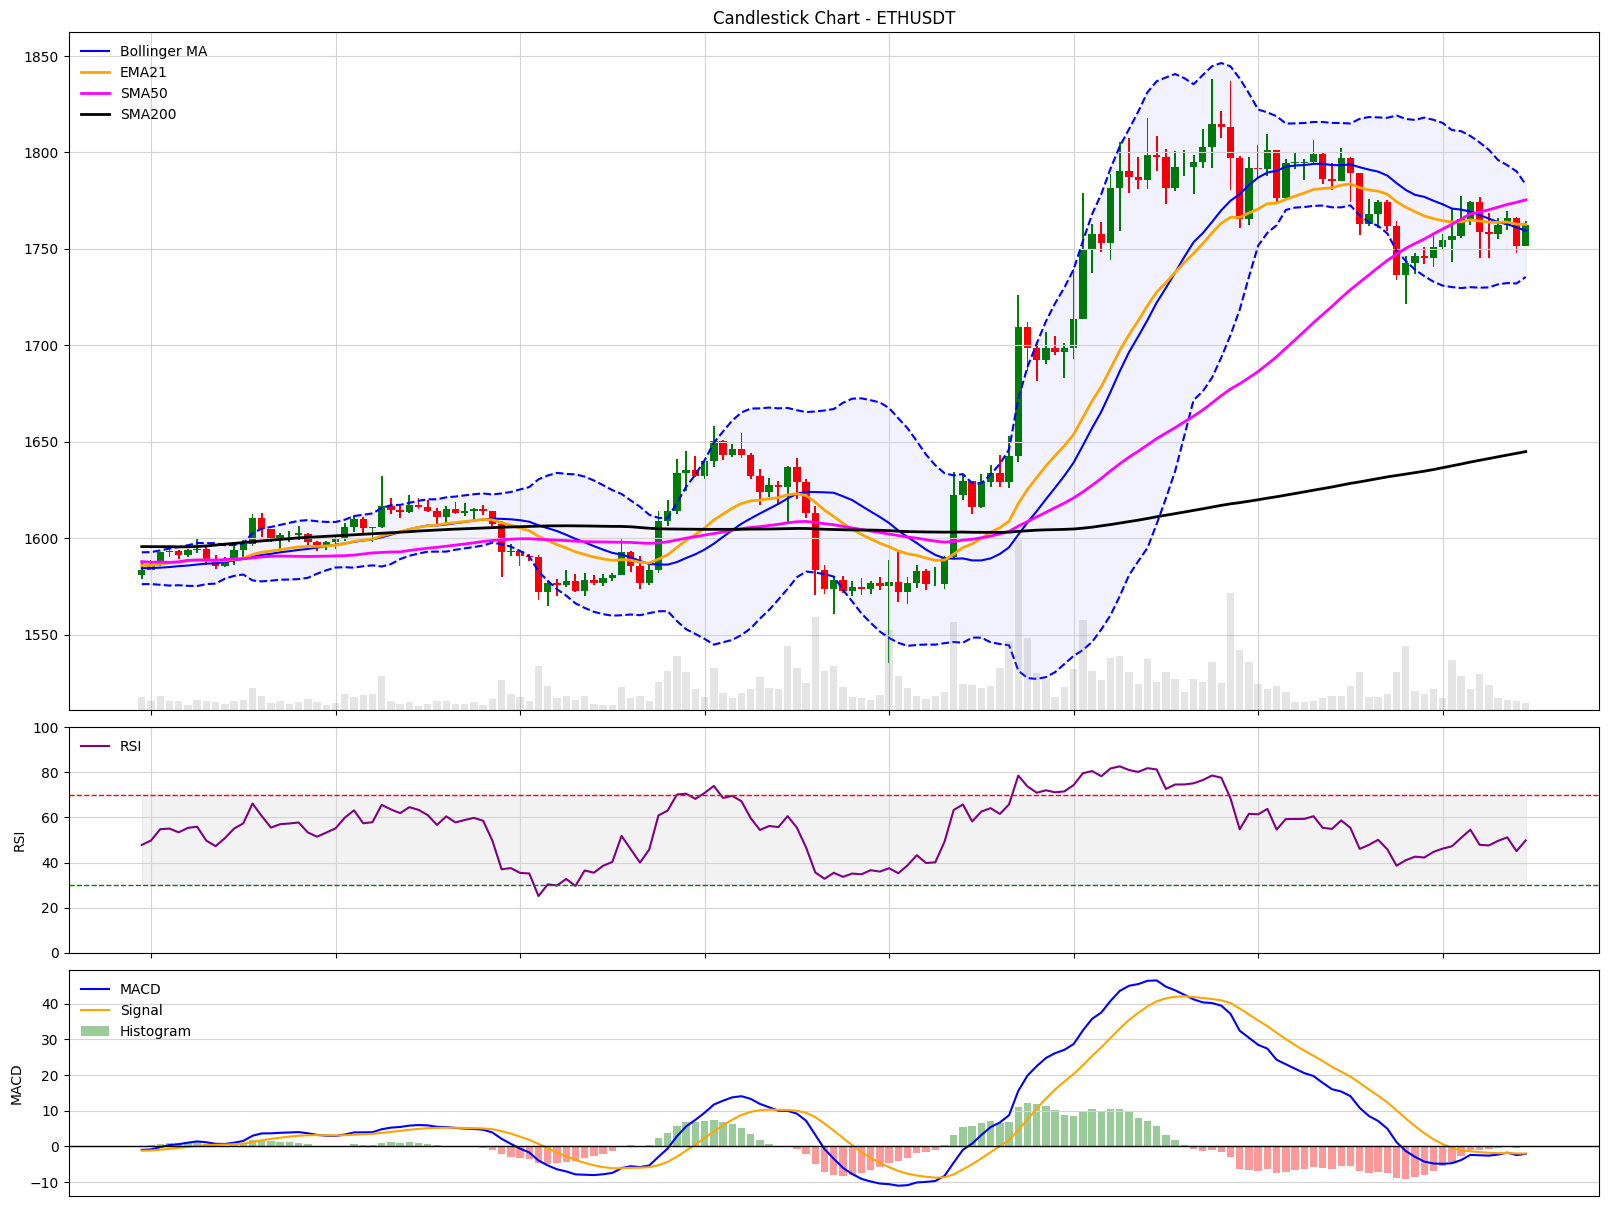 Candlestick Chart - ETHUSDT
1850
1800
1750
1700
1650
1600
1550
Bollinger MA
EMA21
SMA50
SMA200
100
80
60
40
20
0
RSI
RSI
40
30
20
10
0
−10
MACD
MACD
Signal
Histogram